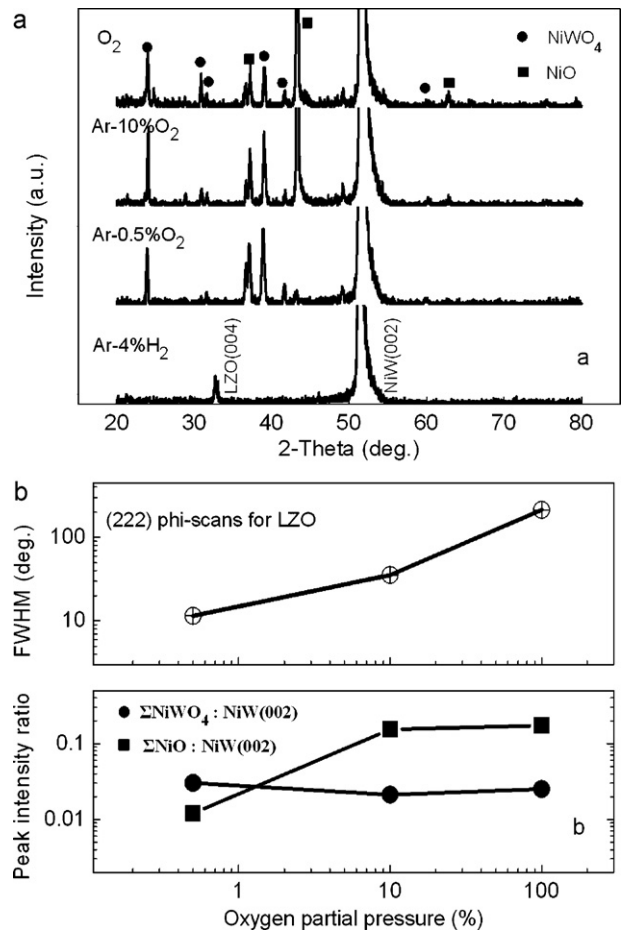 a
O₂
NiWO₄
NiO
Ar-10%O₂
Ar-0.5%O₂
Ar-4%H₂
LZO(004)
NiW(002)
a
Intensity (a.u.)
20 30 40 50 60 70 80
2-Theta (deg.)
b
(222) phi-scans for LZO
100
10
FWHM (deg.)
ΣNiWO₄ : NiW(002)
ΣNiO : NiW(002)
0.1
0.01
Peak intensity ratio
b
1 10 100
Oxygen partial pressure (%)